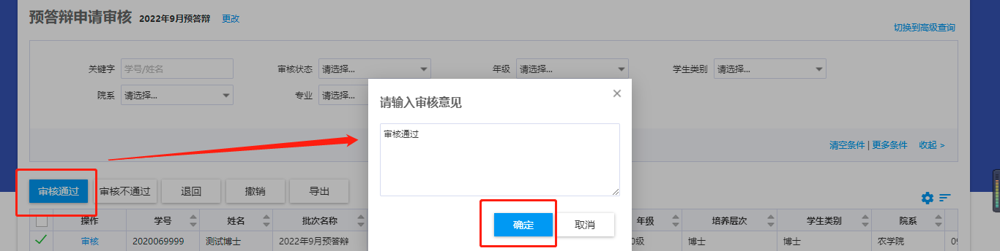 预答辩申请审核 2022年9月预答辩 更改
切换到高级查询
关键字 学号/姓名 审核状态 请选择... 年级 请选择... 学生类别 请选择...
院系 请选择... 专业 请选择
请输入审核意见
审核通过
清空条件 | 更多条件 收起 >
审核通过 审核不通过 退回 撤销 导出
确定 取消
操作 学号 姓名 批次名称 年级 培养层次 学生类别 院系
审核 2020069999 测试博士 2022年9月预答辩 0级 博士 博士 农学院